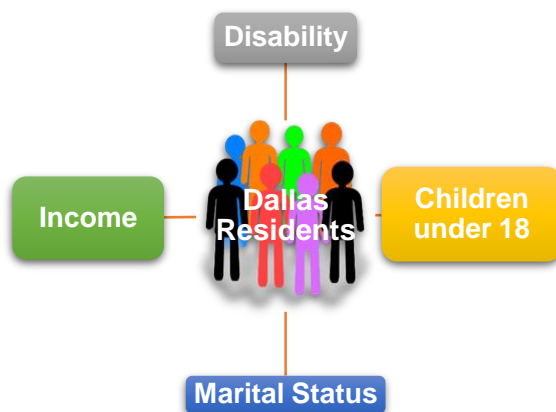 Disability
Income
Dallas
Residents
Children
under 18
Marital Status